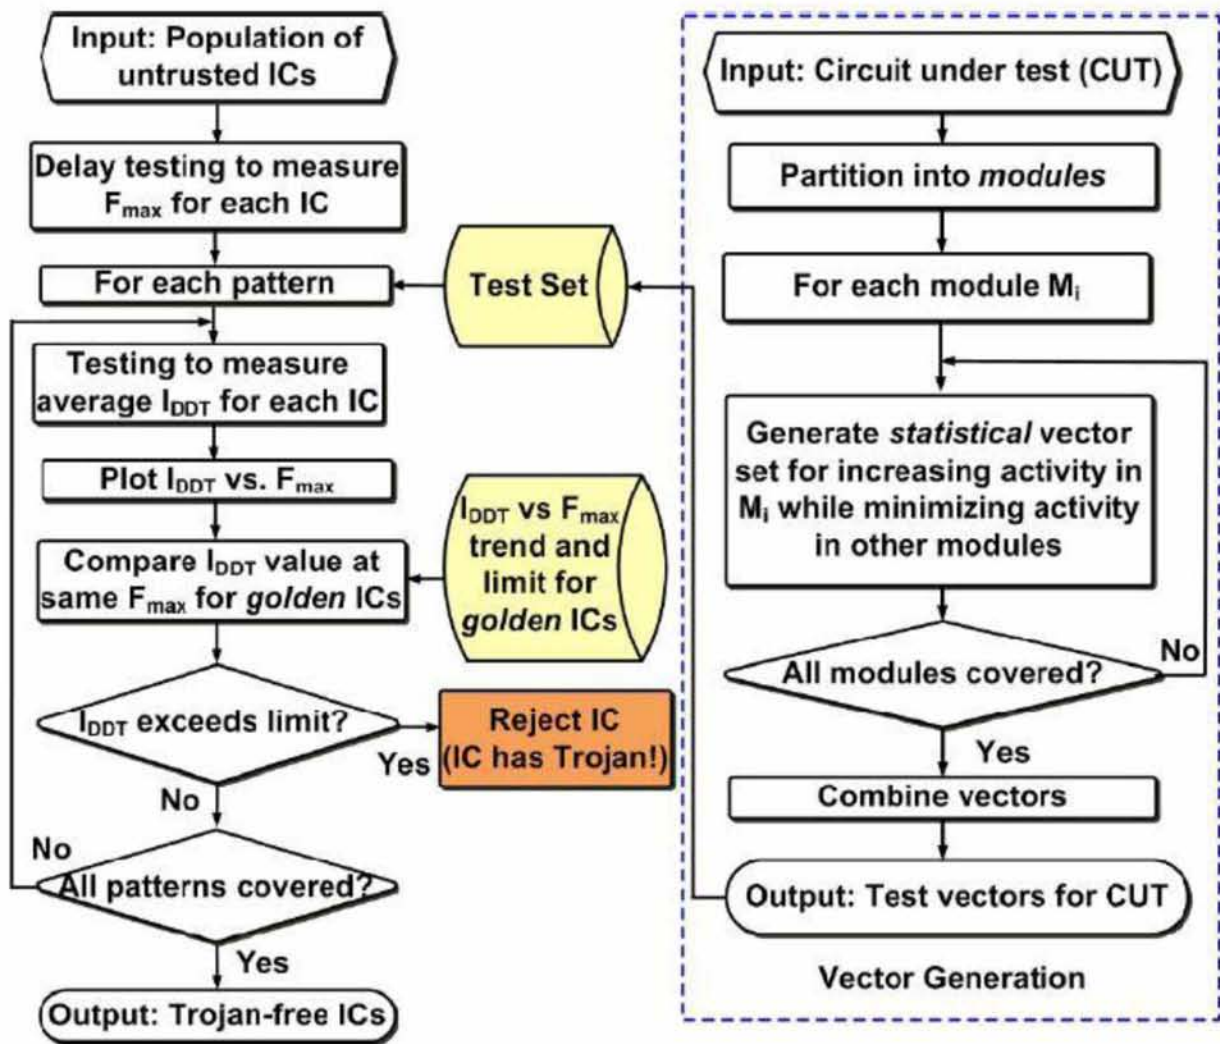 Input: Population of
untrusted ICs
Delay testing to measure
Fmax for each IC
For each pattern
Testing to measure
average IDDT for each IC
Plot IDDT vs. Fmax
Compare IDDT value at
same Fmax for golden ICs
IDDT exceeds limit?
Yes
No
Reject IC
(IC has Trojan!)
All patterns covered?
No
Yes
Output: Trojan-free ICs
Test Set
IDDT vs Fmax
trend and
limit for
golden ICs
Input: Circuit under test (CUT)
Partition into modules
For each module Mi
Generate statistical vector
set for increasing activity in
Mi while minimizing activity
in other modules
All modules covered?
No
Yes
Combine vectors
Output: Test vectors for CUT
Vector Generation